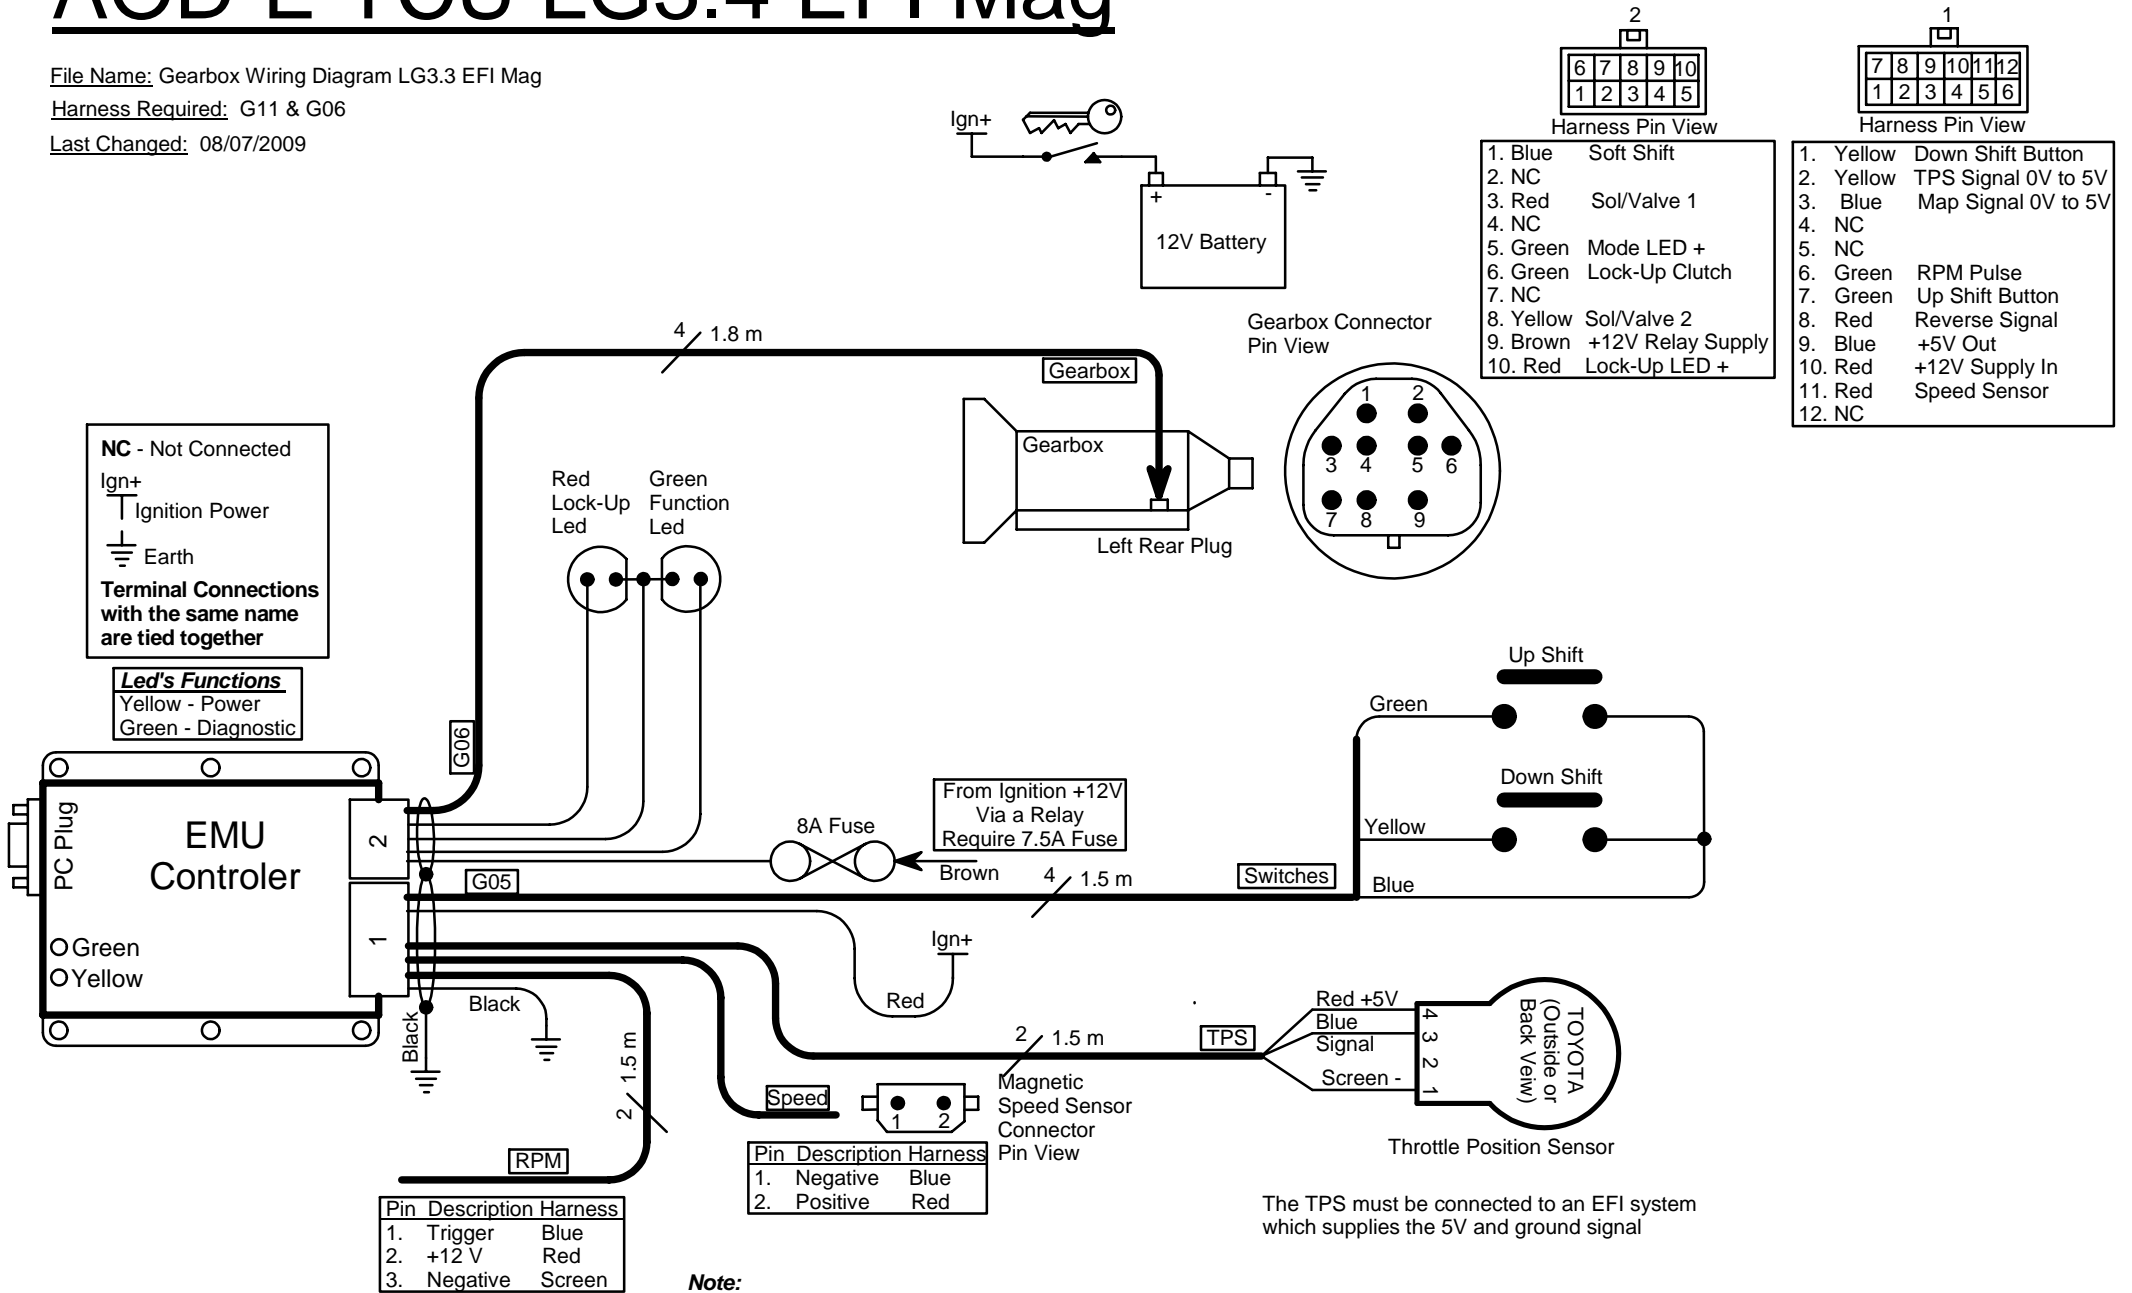 AOD-E TCU LG3.4 EFI Mag
File Name: Gearbox Wiring Diagram LG3.3 EFI Mag
Harness Required: G11 & G06
Last Changed: 08/07/2009
Ign+
+ -
12V Battery
2
6 7 8 9 10
1 2 3 4 5
Harness Pin View
1. Blue Soft Shift
2. NC
3. Red Sol/Valve 1
4. NC
5. Green Mode LED +
6. Green Lock-Up Clutch
7. NC
8. Yellow Sol/Valve 2
9. Brown +12V Relay Supply
10. Red Lock-Up LED +
1
7 8 9 10 11 12
1 2 3 4 5 6
Harness Pin View
1. Yellow Down Shift Button
2. Yellow TPS Signal 0V to 5V
3. Blue Map Signal 0V to 5V
4. NC
5. NC
6. Green RPM Pulse
7. Green Up Shift Button
8. Red Reverse Signal
9. Blue +5V Out
10. Red +12V Supply In
11. Red Speed Sensor
12. NC
4 1.8 m
Gearbox
Gearbox
Left Rear Plug
Gearbox Connector
Pin View
1 2
3 4 5 6
7 8 9
NC - Not Connected
Ign+
Ignition Power
Earth
Terminal Connections
with the same name
are tied together
Led's Functions
Yellow - Power
Green - Diagnostic
Red
Lock-Up
Led
Green
Function
Led
G06
PC Plug
EMU
Controler
2
1
Green
Yellow
8A Fuse
From Ignition +12V
Via a Relay
Require 7.5A Fuse
Brown
G05
4 1.5 m
Switches
Up Shift
Green
Down Shift
Yellow
Blue
Ign+
Red
Black
Black
2 1.5 m
RPM
Pin Description Harness
1. Trigger Blue
2. +12 V Red
3. Negative Screen
Speed
1 2
Magnetic
Speed Sensor
Connector
Pin View
Pin Description Harness
1. Negative Blue
2. Positive Red
2 1.5 m
TPS
Red +5V
Blue
Signal
Screen -
4 3 2 1
TOYOTA
(Outside or
Back Veiw)
Throttle Position Sensor
The TPS must be connected to an EFI system
which supplies the 5V and ground signal
Note: